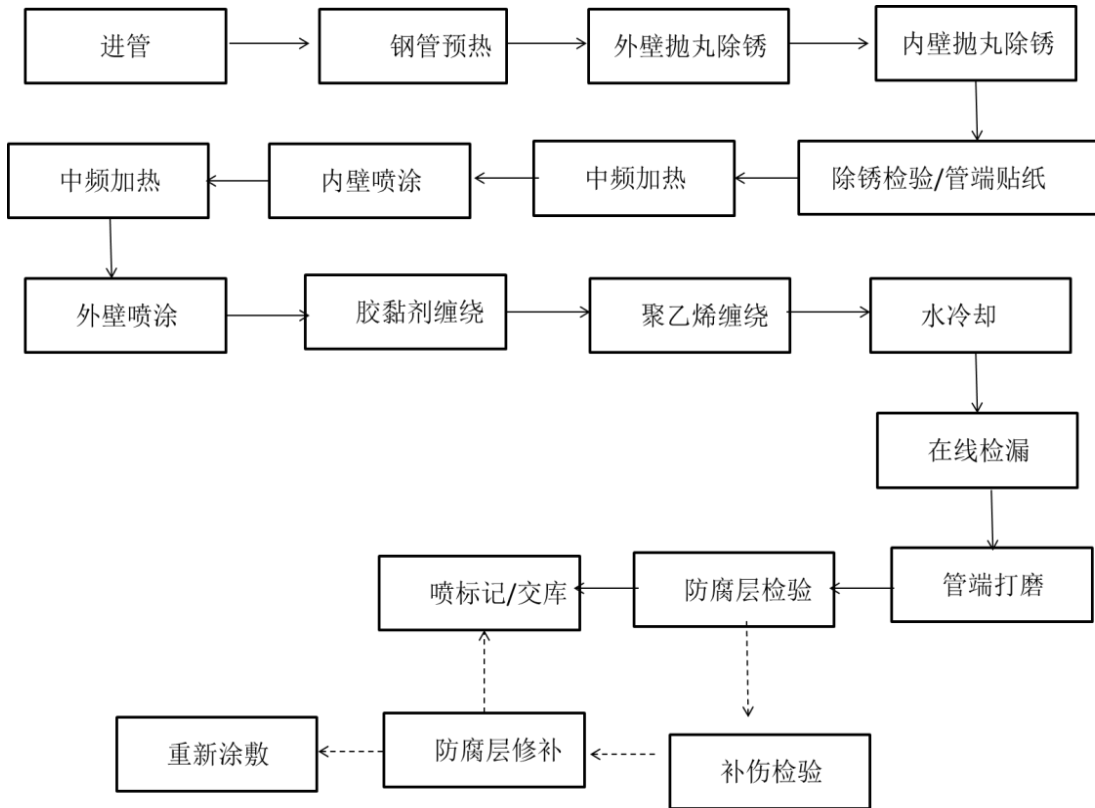 进管
钢管预热
外壁抛丸除锈
内壁抛丸除锈
除锈检验/管端贴纸
中频加热
内壁喷涂
中频加热
外壁喷涂
胶黏剂缠绕
聚乙烯缠绕
水冷却
在线检漏
管端打磨
防腐层检验
喷标记/交库
补伤检验
防腐层修补
重新涂敷